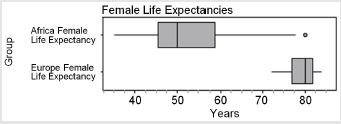 Female Life Expectancies
Group
Africa Female
Life Expectancy
Europe Female
Life Expectancy
40 50 60 70 80
Years